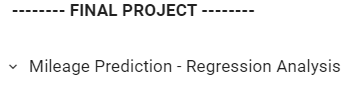 -------- FINAL PROJECT --------
Mileage Prediction - Regression Analysis